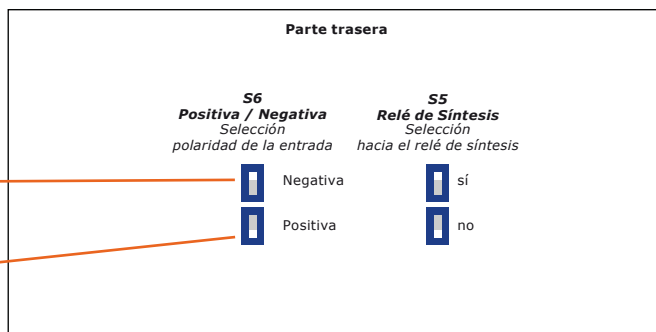 Parte trasera
S6
Positiva / Negativa
Selección
polaridad de la entrada
Negativa
Positiva
S5
Relé de Síntesis
Selección
hacia el relé de síntesis
sí
no